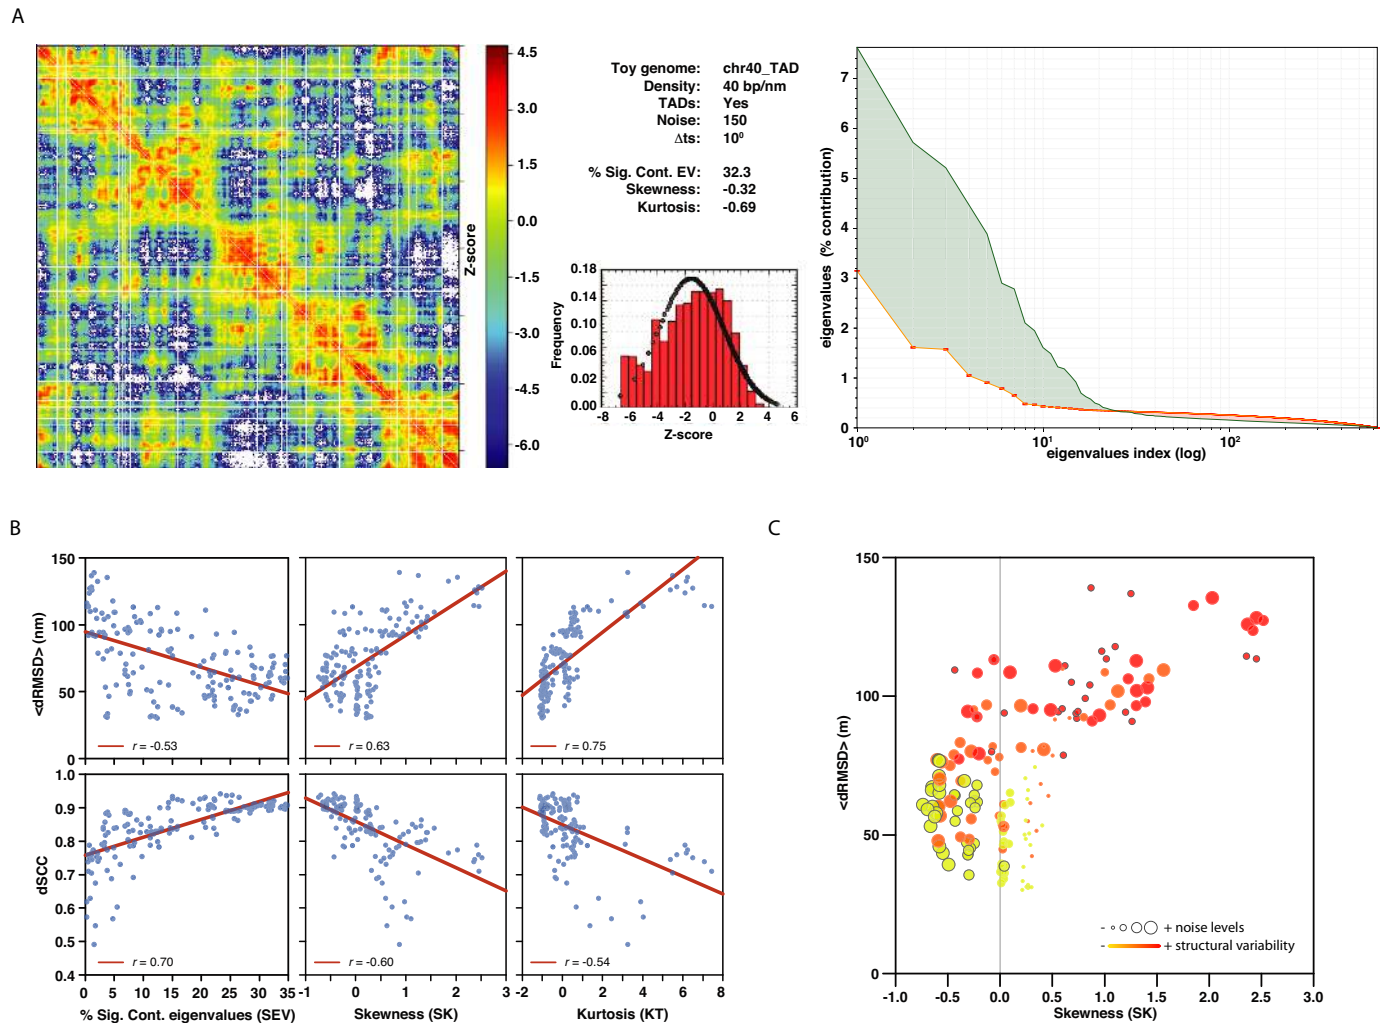 A
4.5
3.0
1.5
0.0
-1.5
-3.0
-4.5
-6.0
Z-score
Toy genome: chr40_TAD
Density: 40 bp/nm
TADs: Yes
Noise: 150
Δts: 10⁰
% Sig. Cont. EV: 32.3
Skewness: -0.32
Kurtosis: -0.69
Frequency
0.18
0.14
0.10
0.06
0.02
0.00
-8 -6 -4 -2 0 2 4 6
Z-score
eigenvalues (% contribution)
7
6
5
4
3
2
1
0
10⁰ 10¹ 10²
eigenvalues index (log)
B
<dRMSD> (nm)
150
100
50
0
r = -0.53
r = 0.63
r = 0.75
dSCC
1.0
0.9
0.8
0.7
0.6
0.5
0.4
r = 0.70
r = -0.60
r = -0.54
0 5 10 15 20 25 30 35
% Sig. Cont. eigenvalues (SEV)
-1 0 1 2 3
Skewness (SK)
-2 0 2 4 6 8
Kurtosis (KT)
C
<dRMSD> (m)
150
100
50
0
- + noise levels
- + structural variability
-1.0 -0.5 0.0 0.5 1.0 1.5 2.0 2.5 3.0
Skewness (SK)